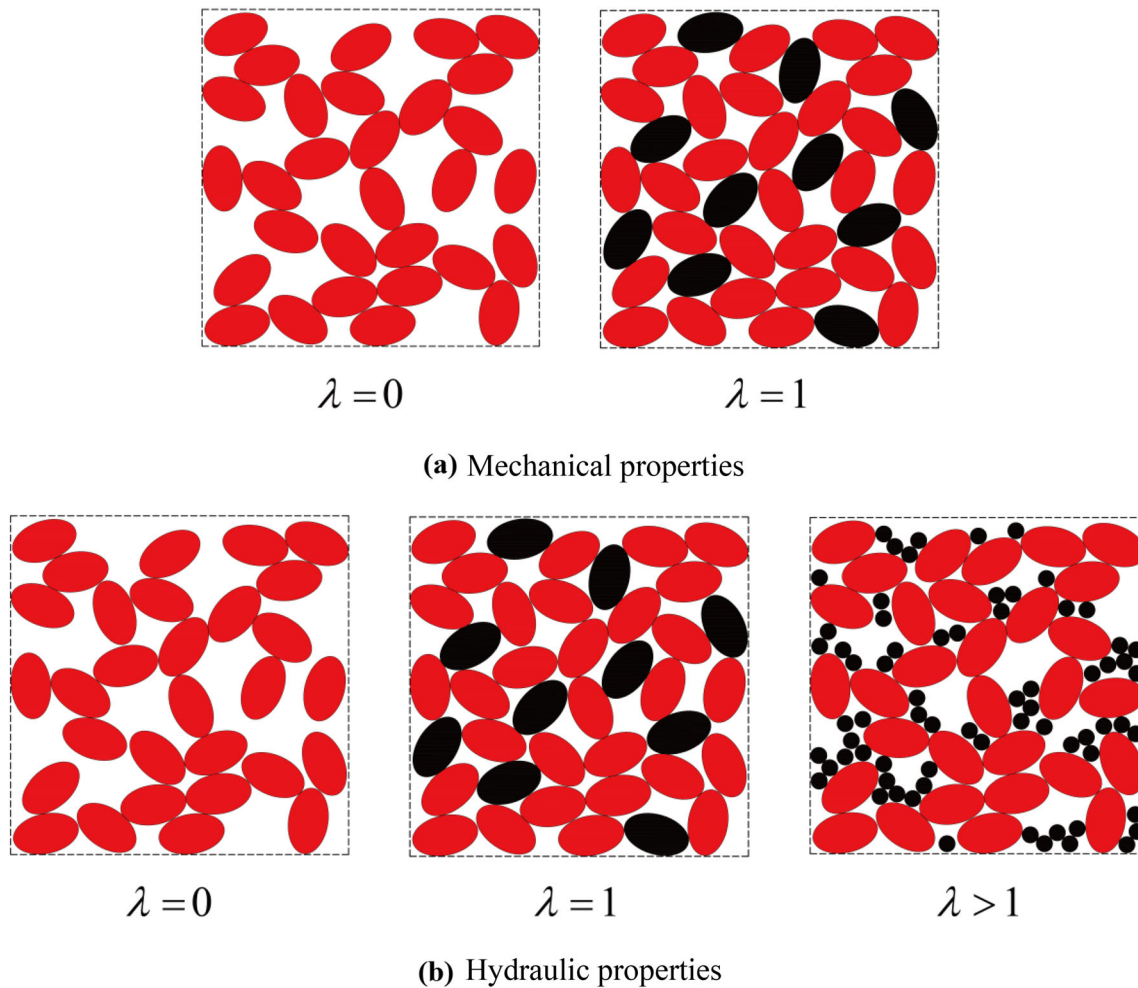 λ = 0
λ = 1
(a) Mechanical properties
λ = 0
λ = 1
λ > 1
(b) Hydraulic properties